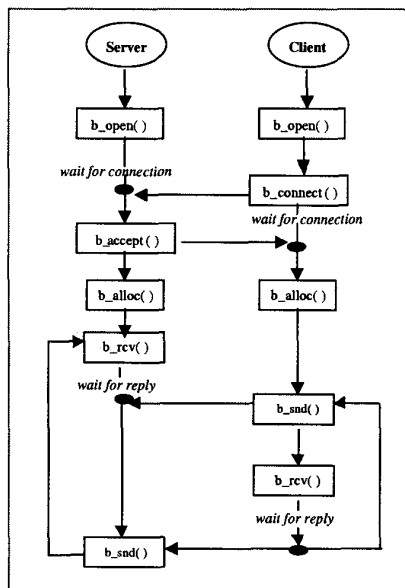 Server Client
b_open( ) b_open( )
wait for connection
b_connect( )
wait for connection
b_accept( )
b_alloc( ) b_alloc( )
b_rcv( )
wait for reply
b_snd( )
b_rcv( )
wait for reply
b_snd( )